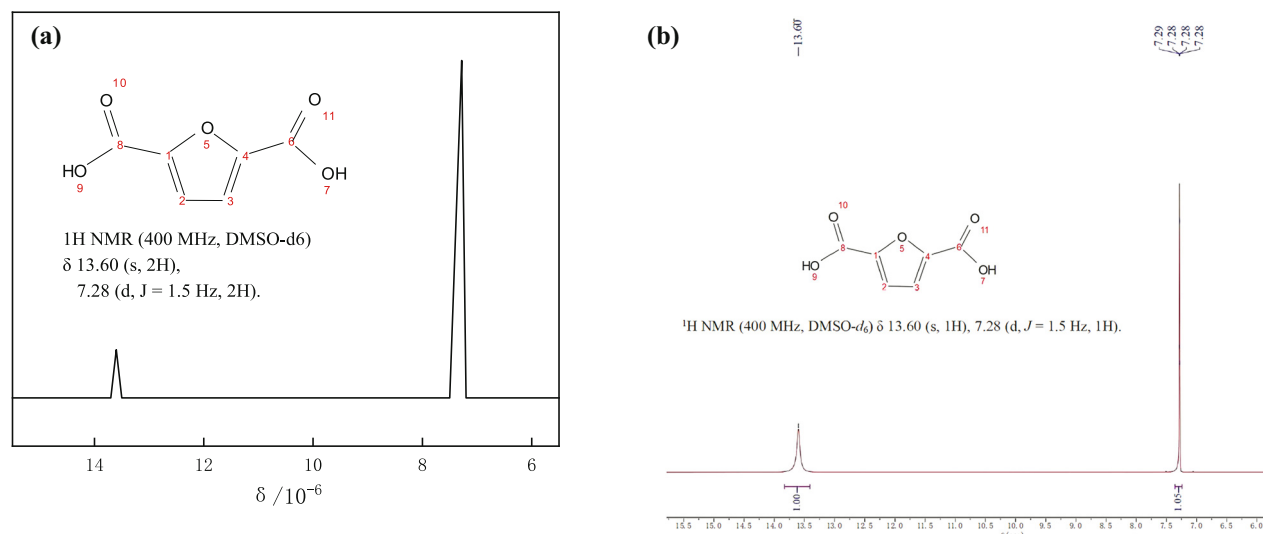 (a)
10
O
O
11
O
5
8
1
4
6
HO
9
OH
7
2
3
1H NMR (400 MHz, DMSO-d6)
δ 13.60 (s, 2H),
7.28 (d, J = 1.5 Hz, 2H).
14 12 10 8 6
δ /10⁻⁶
(b)
—13.60
7.29
7.28
7.28
7.28
10
O
O
11
O
5
8
1
4
6
HO
9
OH
7
2
3
¹H NMR (400 MHz, DMSO-d₆) δ 13.60 (s, 1H), 7.28 (d, J = 1.5 Hz, 1H).
1.00
1.05
15.5 15.0 14.5 14.0 13.5 13.0 12.5 12.0 11.5 11.0 10.5 10.0 9.5 9.0 8.5 8.0 7.5 7.0 6.5 6.0